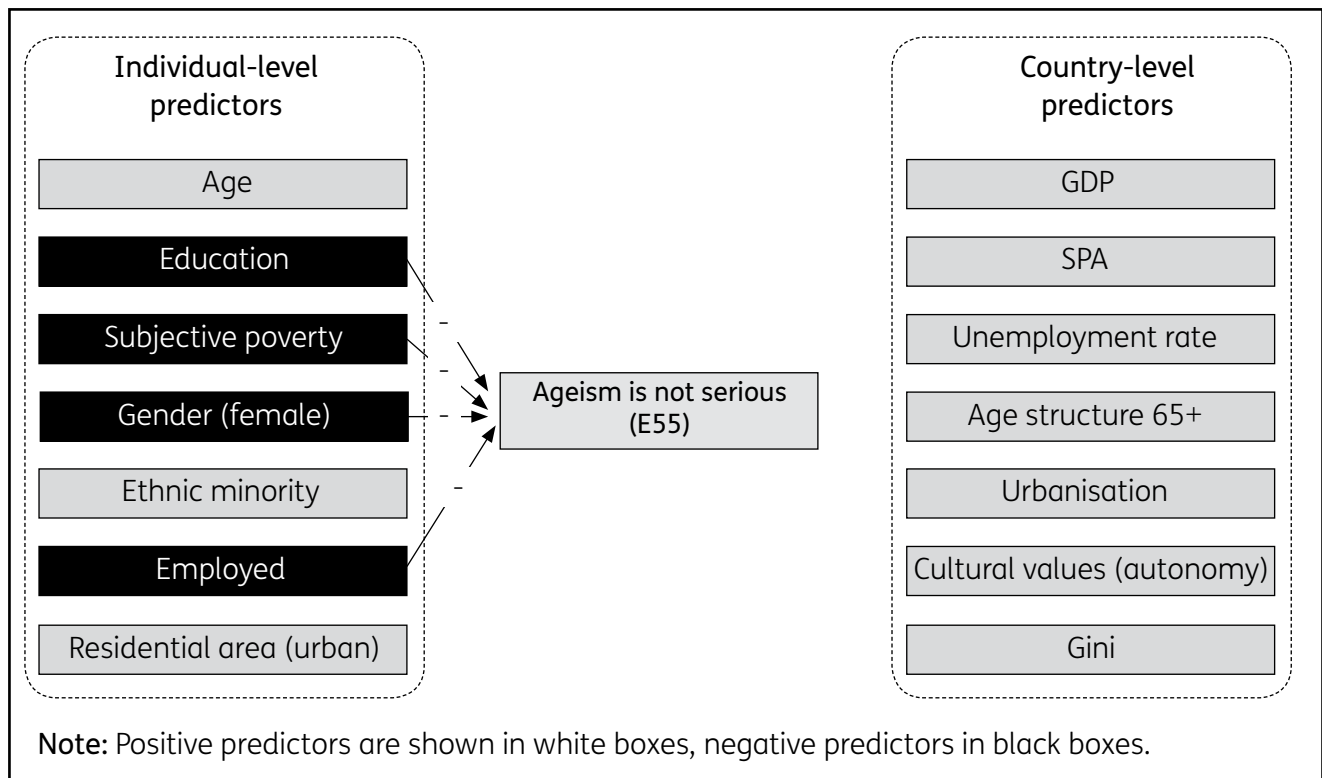 Individual-level
predictors
Age
Education
Subjective poverty
Gender (female)
Ethnic minority
Employed
Residential area (urban)
-
-
-
-
Ageism is not serious
(E55)
Country-level
predictors
GDP
SPA
Unemployment rate
Age structure 65+
Urbanisation
Cultural values (autonomy)
Gini
Note: Positive predictors are shown in white boxes, negative predictors in black boxes.